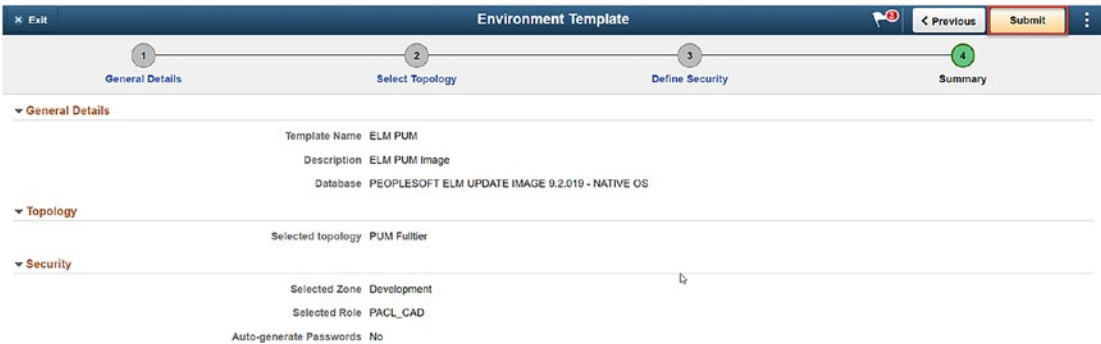 × Exit Environment Template 3 < Previous Submit
1 2 3 4
General Details Select Topology Define Security Summary
General Details
Template Name ELM PUM
Description ELM PUM Image
Database PEOPLESOFT ELM UPDATE IMAGE 9.2.019 - NATIVE OS
Topology
Selected topology PUM Fulltier
Security
Selected Zone Development
Selected Role PACL_CAD
Auto-generate Passwords No